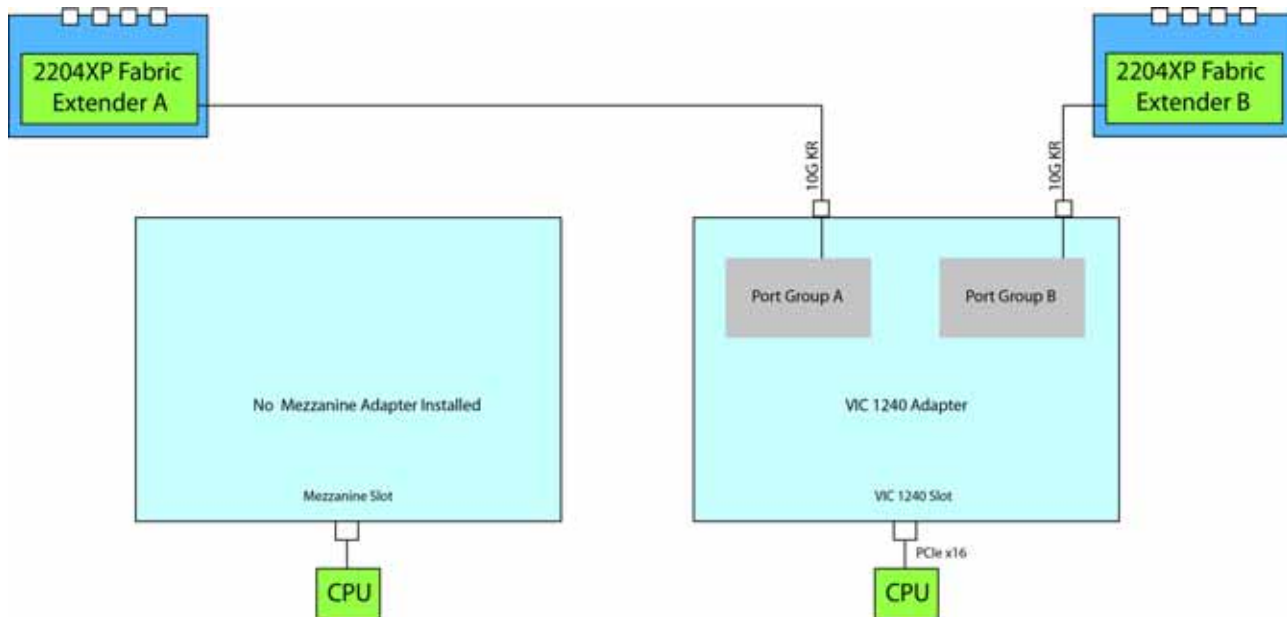 2204XP Fabric
Extender A
2204XP Fabric
Extender B
10G KR
10G KR
Port Group A
Port Group B
No Mezzanine Adapter Installed
VIC 1240 Adapter
Mezzanine Slot
VIC 1240 Slot
PCIe x16
CPU
CPU